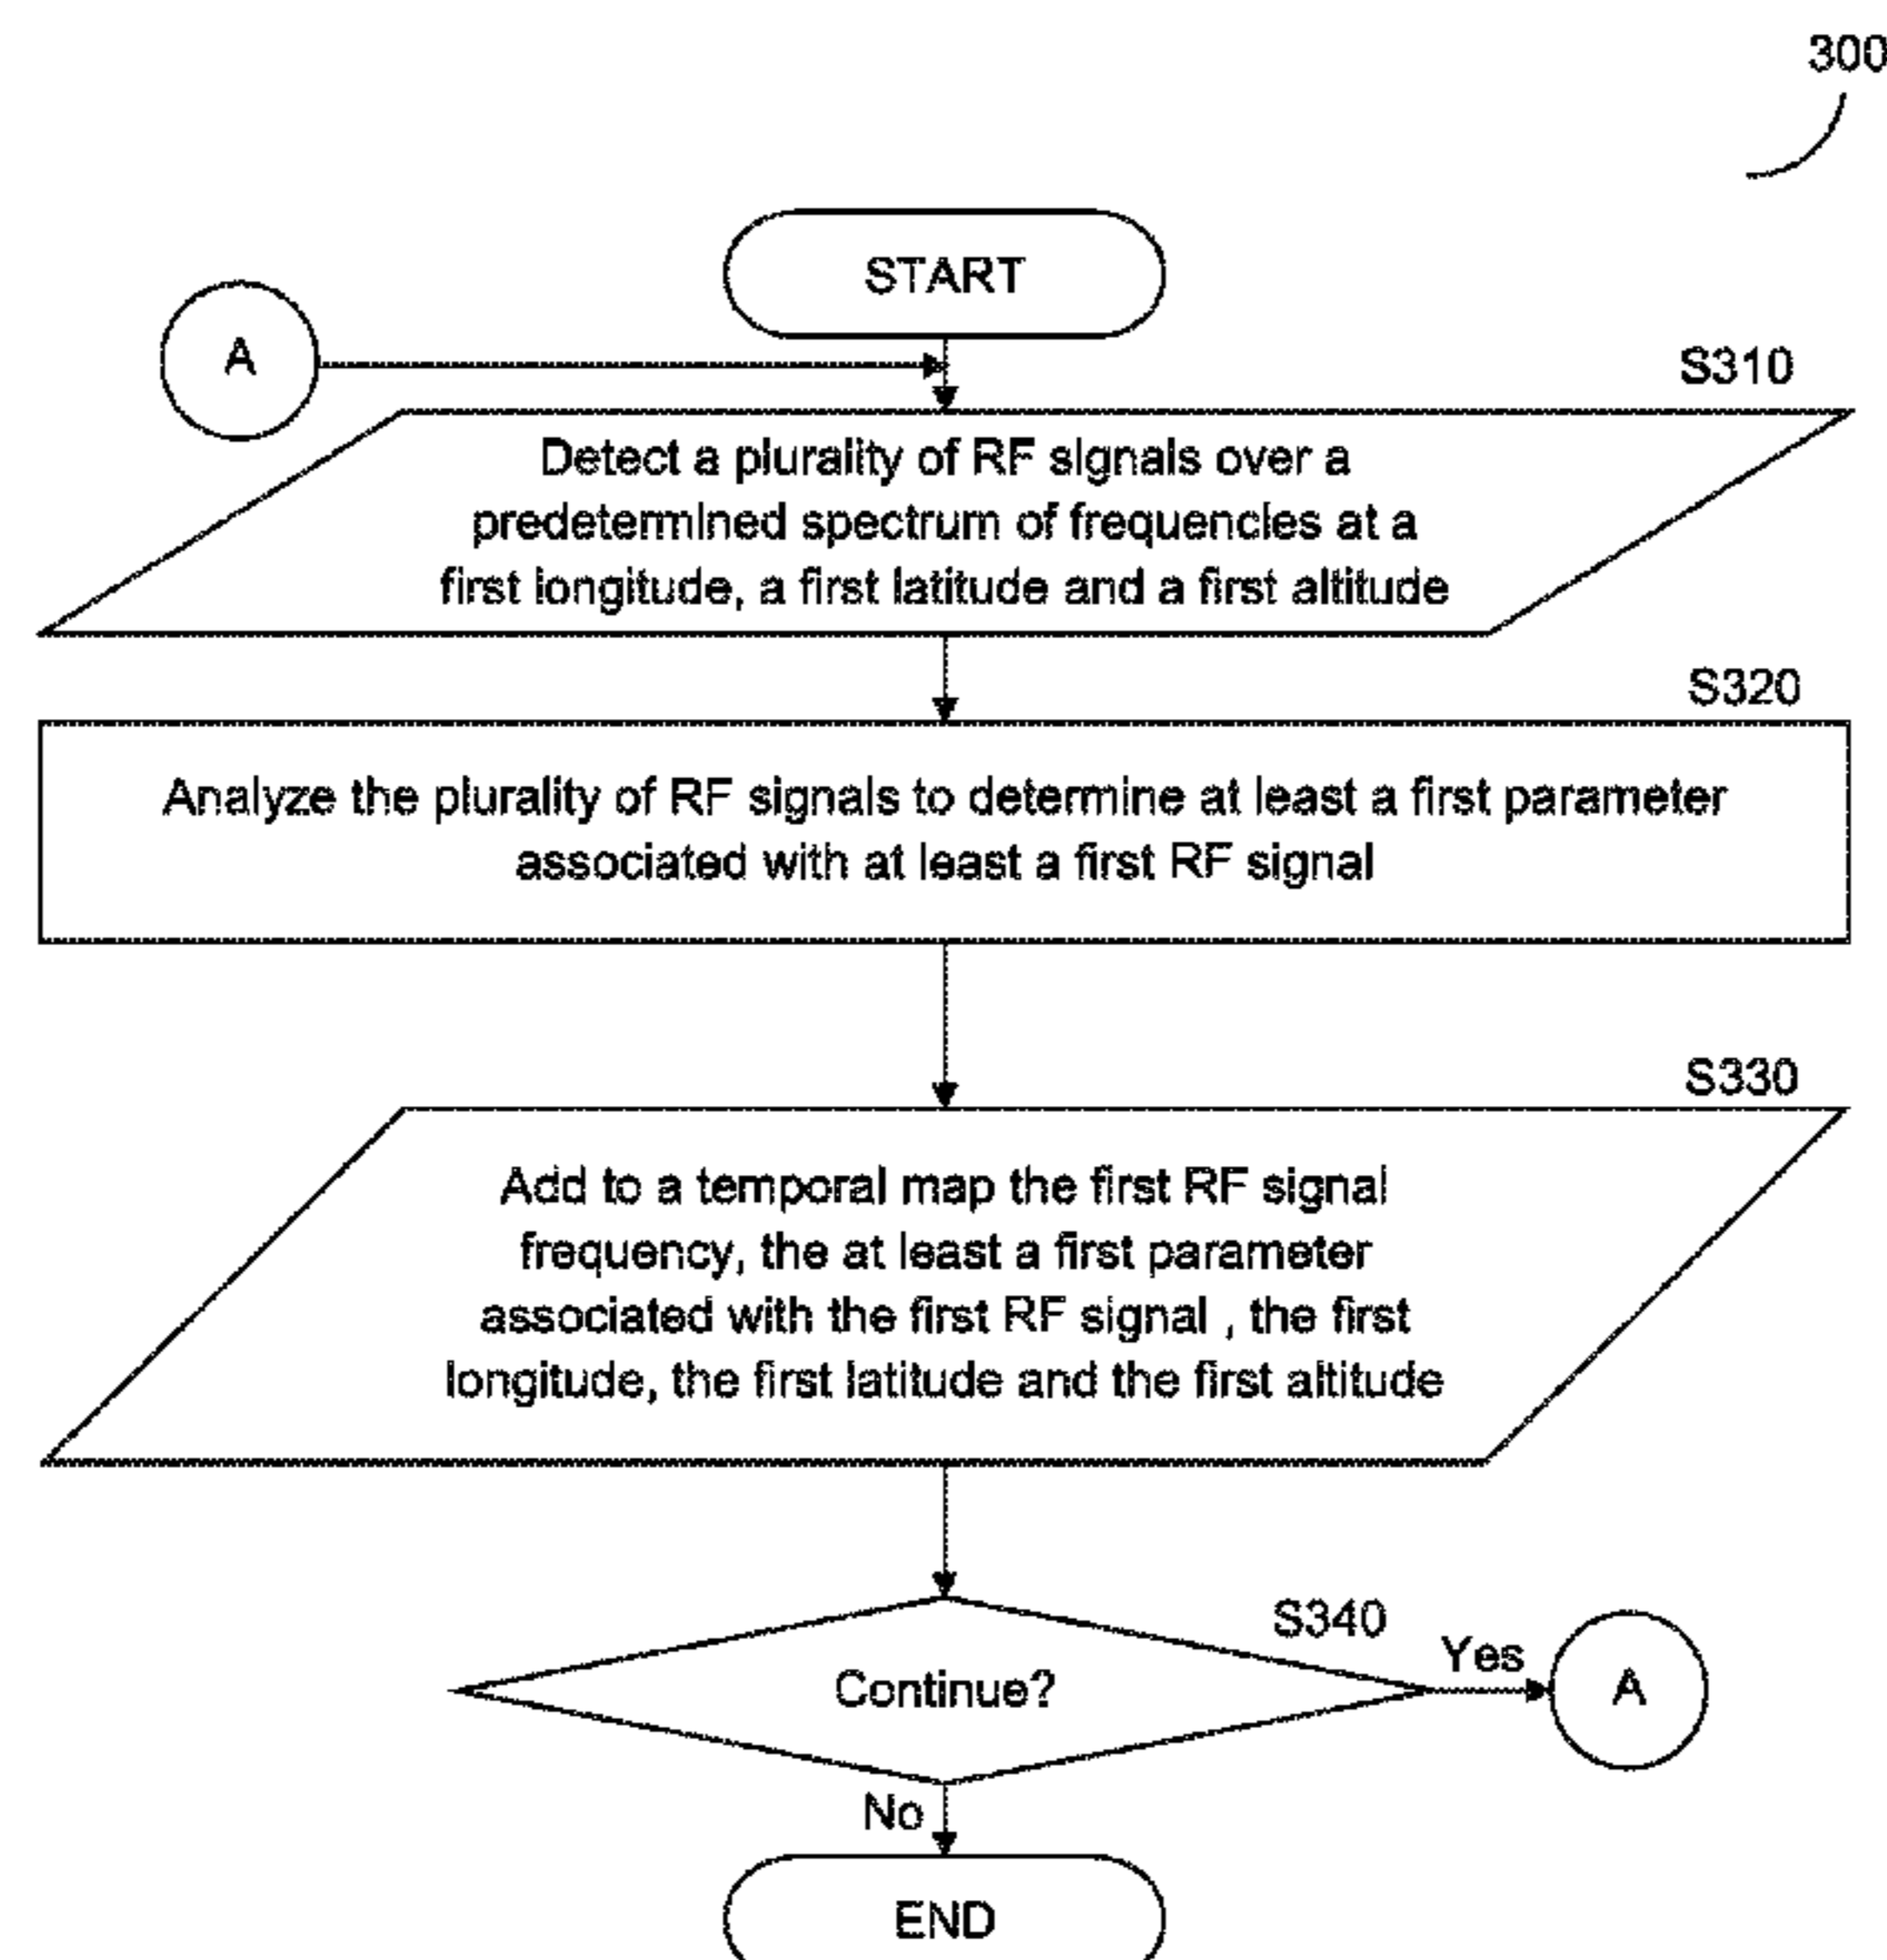 300
START
A
S310
Detect a plurality of RF signals over a
predetermined spectrum of frequencies at a
first longitude, a first latitude and a first altitude
S320
Analyze the plurality of RF signals to determine at least a first parameter
associated with at least a first RF signal
S330
Add to a temporal map the first RF signal
frequency, the at least a first parameter
associated with the first RF signal , the first
longitude, the first latitude and the first altitude
S340
Continue?
Yes
A
No
END